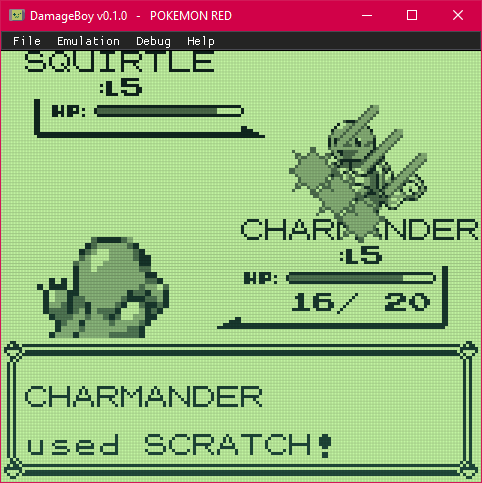 DamageBoy v0.1.0 - POKEMON RED
File Emulation Debug Help
SQUIRTLE
:L5
HP:
CHARMANDER
:L5
HP:
16/ 20
CHARMANDER
used SCRATCH!